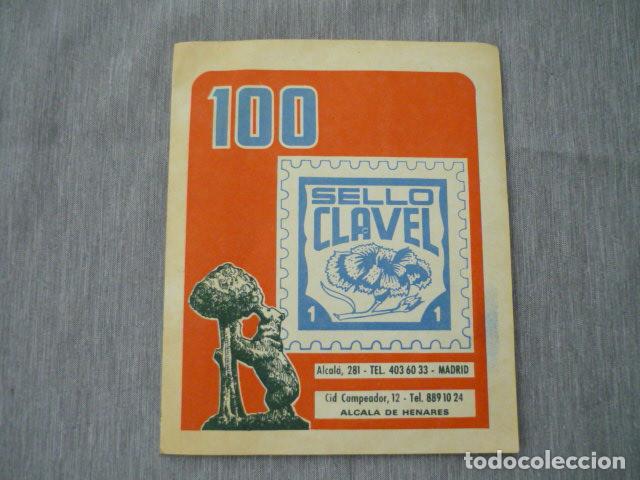 100
SELLO
CLAVEL
1 1
Alcalá, 281 - TEL. 403 60 33 - MADRID
Cid Campeador, 12 - Tel. 889 10 24
ALCALA DE HENARES
todocoleccion